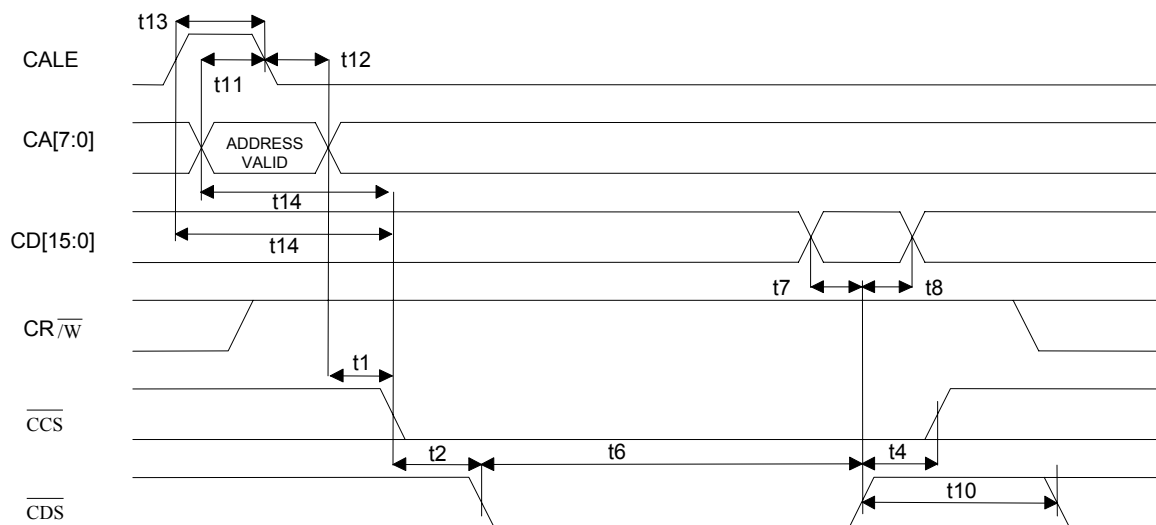 t13
CALE
t12
t11
CA[7:0]
ADDRESS
VALID
t14
CD[15:0]
t14
t7
t8
CR/W
t1
CCS
t2
t6
t4
t10
CDS